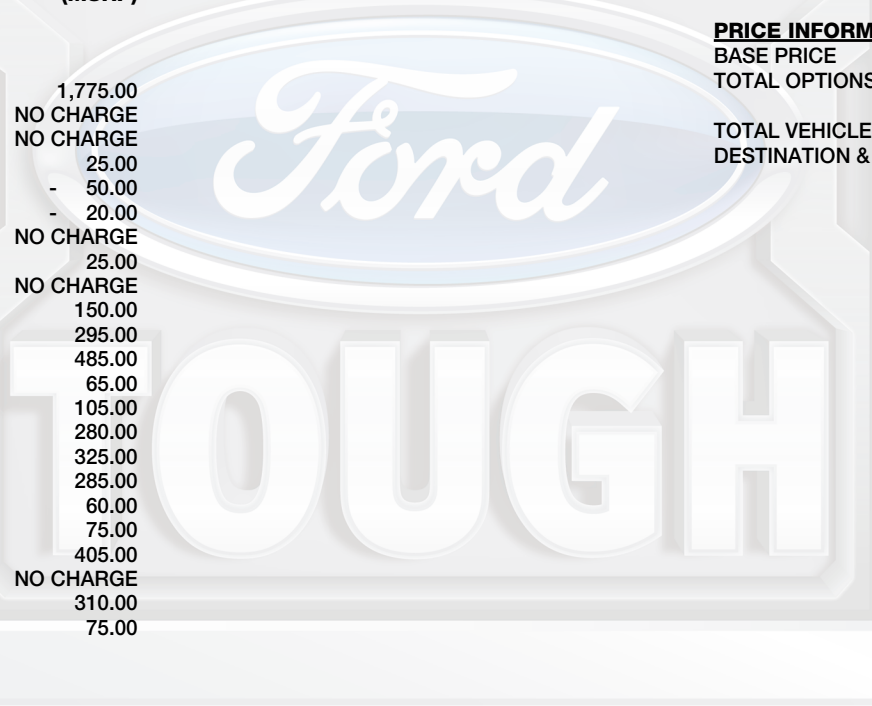 1,775.00
NO CHARGE
NO CHARGE
25.00
- 50.00
- 20.00
NO CHARGE
25.00
NO CHARGE
150.00
295.00
485.00
65.00
105.00
280.00
325.00
285.00
60.00
75.00
405.00
NO CHARGE
310.00
75.00
PRICE INFORM
BASE PRICE
TOTAL OPTIONS
TOTAL VEHICLE
DESTINATION &
Ford
TOUGH